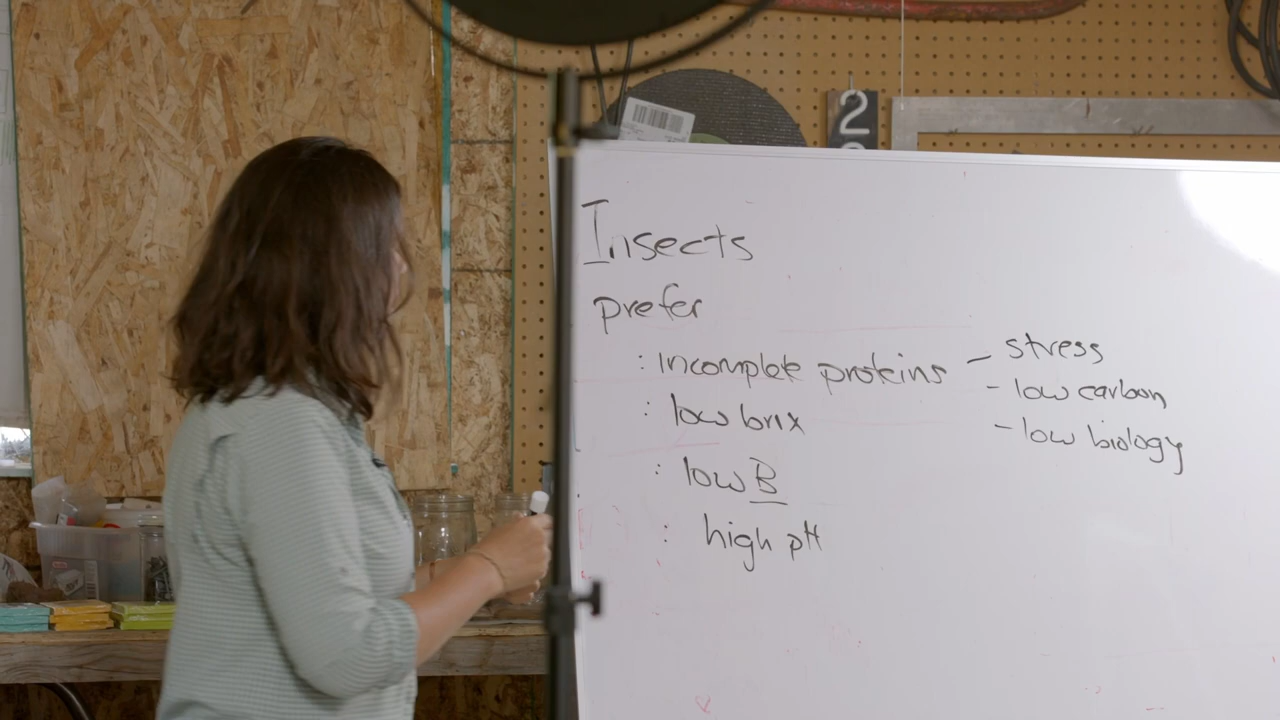 2
Insects
prefer
: incomplete proteins - stress
- low carbon
- low biology
: low brix
: low B
: high pH